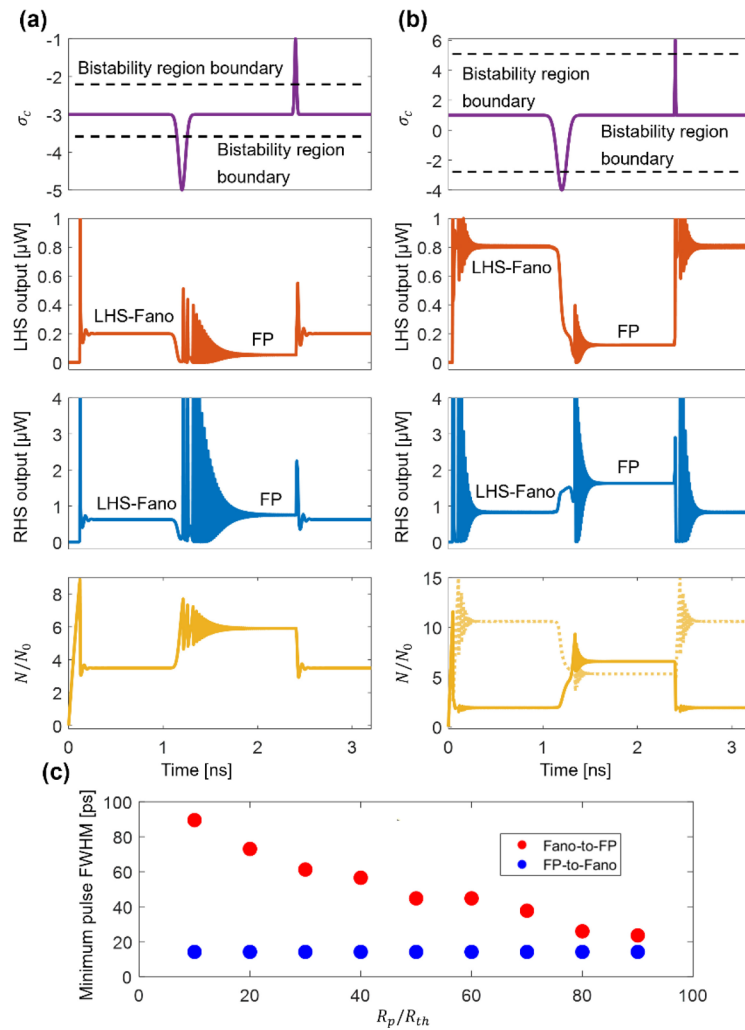 (a)
(b)
-1
-2
-3
-4
-5
σc
Bistability region boundary
Bistability region
boundary
6
4
2
0
-2
-4
σc
Bistability region
boundary
Bistability region
boundary
1
0.8
0.6
0.4
0.2
0
LHS output [µW]
LHS-Fano
FP
1
0.8
0.6
0.4
0.2
0
LHS output [µW]
LHS-Fano
FP
4
3
2
1
0
RHS output [µW]
LHS-Fano
FP
4
3
2
1
0
RHS output [µW]
LHS-Fano
FP
8
6
4
2
0
N/N0
0 1 2 3
Time [ns]
15
10
5
0
N/N0
0 1 2 3
Time [ns]
(c)
100
80
60
40
20
0
Minimum pulse FWHM [ps]
Fano-to-FP
FP-to-Fano
0 20 40 60 80 100
Rp/Rth